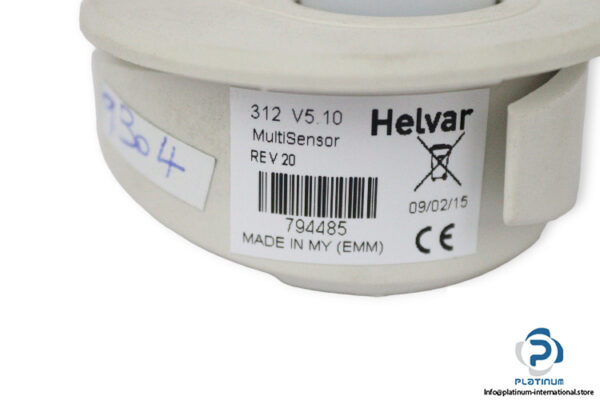 9304
312 V5.10
MultiSensor
REV 20
Helvar
09/02/15
794485
MADE IN MY (EMM)
CE
PLATINUM
Info@platinum-international.store